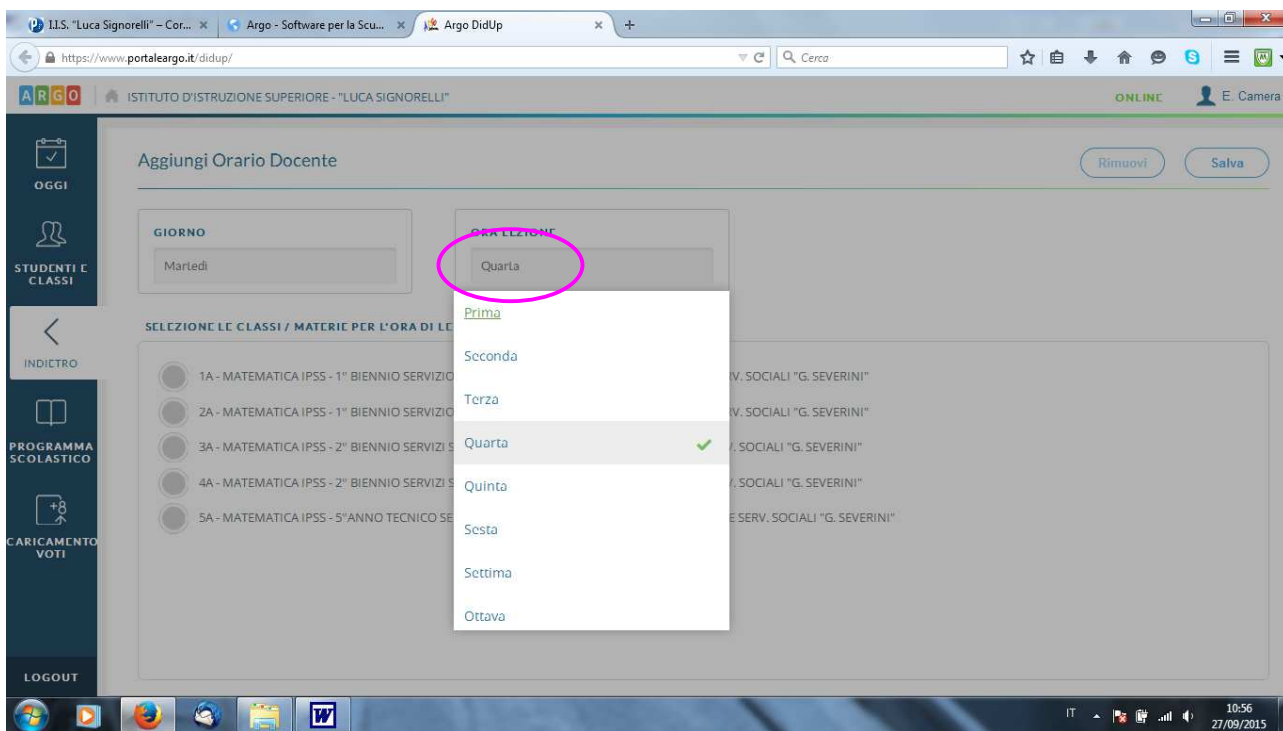 I.I.S. "Luca Signorelli" – Cor...
Argo - Software per la Scu...
Argo DidUp
https://www.portaleargo.it/didup/
Cerca
ARGO
ISTITUTO D'ISTRUZIONE SUPERIORE - "LUCA SIGNORELLI"
ONLINE
E. Camera
OGGI
STUDENTI E
CLASSI
INDIETRO
PROGRAMMA
SCOLASTICO
+8
CARICAMENTO
VOTI
LOGOUT
Aggiungi Orario Docente
Rimuovi
Salva
GIORNO
Martedì
ORA LEZIONE
Quarta
SELEZIONE LE CLASSI / MATERIE PER L'ORA DI LE
1A - MATEMATICA IPSS - 1° BIENNIO SERVIZIO V. SOCIALI "G. SEVERINI"
2A - MATEMATICA IPSS - 1° BIENNIO SERVIZIO V. SOCIALI "G. SEVERINI"
3A - MATEMATICA IPSS - 2° BIENNIO SERVIZI S . SOCIALI "G. SEVERINI"
4A - MATEMATICA IPSS - 2° BIENNIO SERVIZI S . SOCIALI "G. SEVERINI"
5A - MATEMATICA IPSS - 5°ANNO TECNICO SE E SERV. SOCIALI "G. SEVERINI"
Prima
Seconda
Terza
Quarta
Quinta
Sesta
Settima
Ottava
IT
10:56
27/09/2015